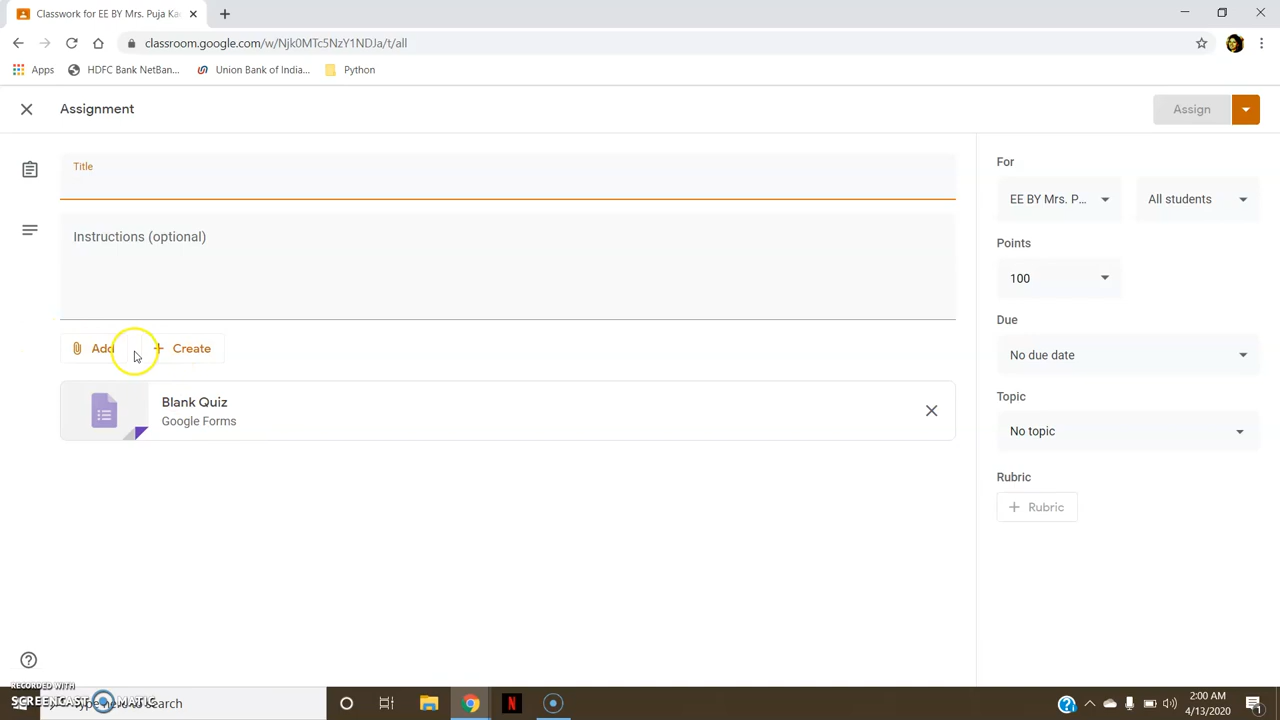 Classwork for EE BY Mrs. Puja Ka
classroom.google.com/w/Njk0MTc5NzY1NDJa/t/all
Apps
HDFC Bank NetBan...
Union Bank of India...
Python
Assignment
Assign
Title
Instructions (optional)
Add
Create
Blank Quiz
Google Forms
For
EE BY Mrs. P...
All students
Points
100
Due
No due date
Topic
No topic
Rubric
Rubric
RECORDED WITH
SCREENCAST MATIC
Type here to search
2:00 AM
4/13/2020
1